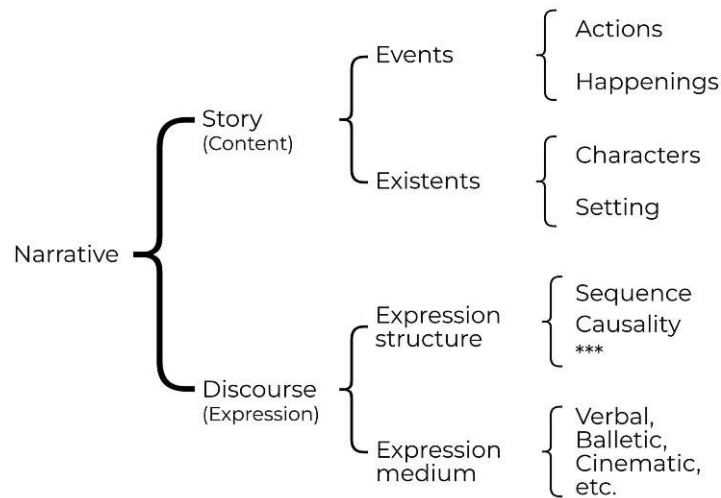 Narrative
Story
(Content)
Events
Actions
Happenings
Existents
Characters
Setting
Discourse
(Expression)
Expression
structure
Sequence
Causality
***
Expression
medium
Verbal,
Balletic,
Cinematic,
etc.